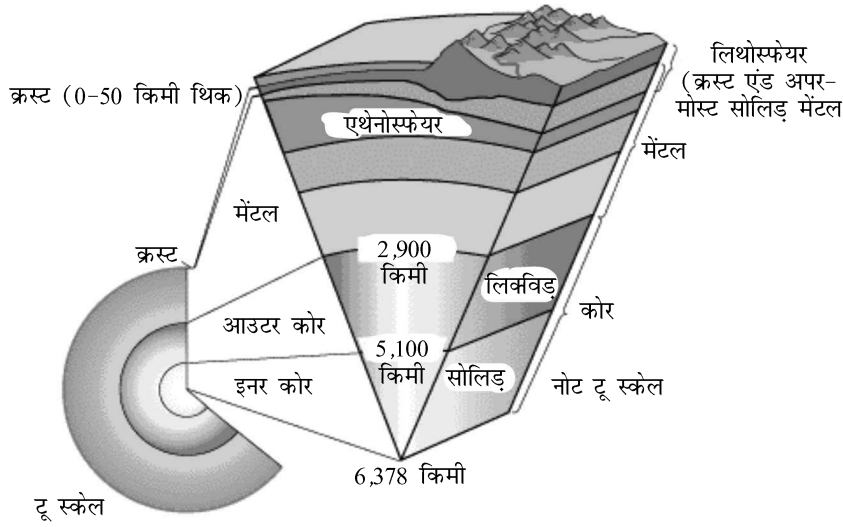 लिथोस्फेयर
(क्रस्ट एंड अपर-
मोस्ट सोलिड़ मेंटल
क्रस्ट (0-50 किमी थिक)
एथेनोस्फेयर
मेंटल
मेंटल
क्रस्ट
2,900
किमी
लिक्विड़
कोर
आउटर कोर
5,100
किमी
सोलिड़
इनर कोर
नोट टू स्केल
6,378 किमी
टू स्केल